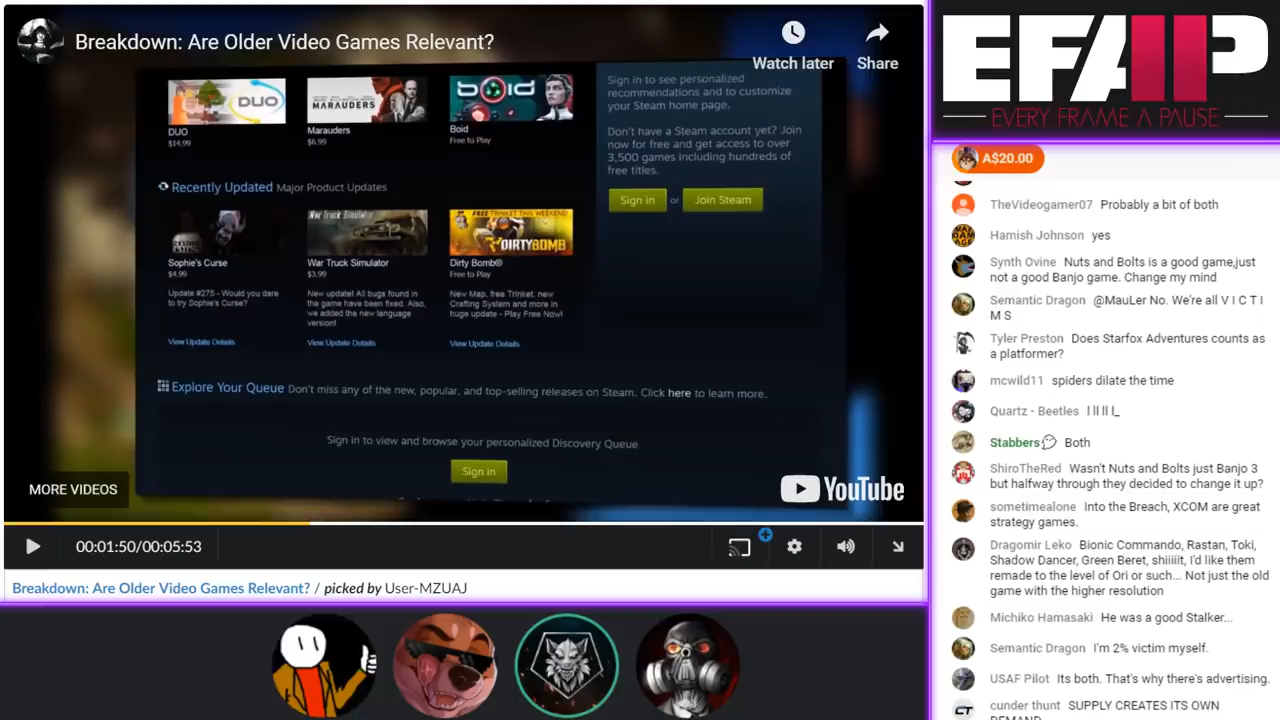 Breakdown: Are Older Video Games Relevant?
Watch later
Share
DUO
DUO
$14.99
MARAUDERS
Marauders
$6.99
boid
Boid
Free to Play
Sign in to see personalized
recommendations and to customize
your Steam home page.
Don't have a Steam account yet? Join
now for free and get access to over
3,500 games including hundreds of
free titles.
Sign in or Join Steam
Recently Updated Major Product Updates
Sophie's Curse
$4.99
Update #275 - Would you dare
to try Sophie's Curse?
View Update Details
War Truck Simulator
War Truck Simulator
$3.99
New update! All bugs found in
the game have been fixed. Also,
we added the new language
version!
View Update Details
FREE TRINKET THIS WEEKEND
DIRTYBOMB
Dirty Bomb®
Free to Play
New Map, free Trinket, new
Crafting System and more in
huge update - Play Free Now!
View Update Details
Explore Your Queue Don't miss any of the new, popular, and top-selling releases on Steam. Click here to learn more.
Sign in to view and browse your personalized Discovery Queue
Sign in
MORE VIDEOS
YouTube
00:01:50/00:05:53
Breakdown: Are Older Video Games Relevant? / picked by User-MZUAJ
EFAP
EVERY FRAME A PAUSE
A$20.00
TheVideogamer07 Probably a bit of both
Hamish Johnson yes
Synth Ovine Nuts and Bolts is a good game,just
not a good Banjo game. Change my mind
Semantic Dragon @MauLer No. We're all V I C T I
M S
Tyler Preston Does Starfox Adventures counts as
a platformer?
mcwild11 spiders dilate the time
Quartz - Beetles I II II I_
Stabbers Both
ShiroTheRed Wasn't Nuts and Bolts just Banjo 3
but halfway through they decided to change it up?
sometimealone Into the Breach, XCOM are great
strategy games.
Dragomir Leko Bionic Commando, Rastan, Toki,
Shadow Dancer, Green Beret, shiiiiit, I'd like them
remade to the level of Ori or such... Not just the old
game with the higher resolution
Michiko Hamasaki He was a good Stalker...
Semantic Dragon I'm 2% victim myself.
USAF Pilot Its both. That's why there's advertising.
CT
cunder thunt SUPPLY CREATES ITS OWN
DEMAND